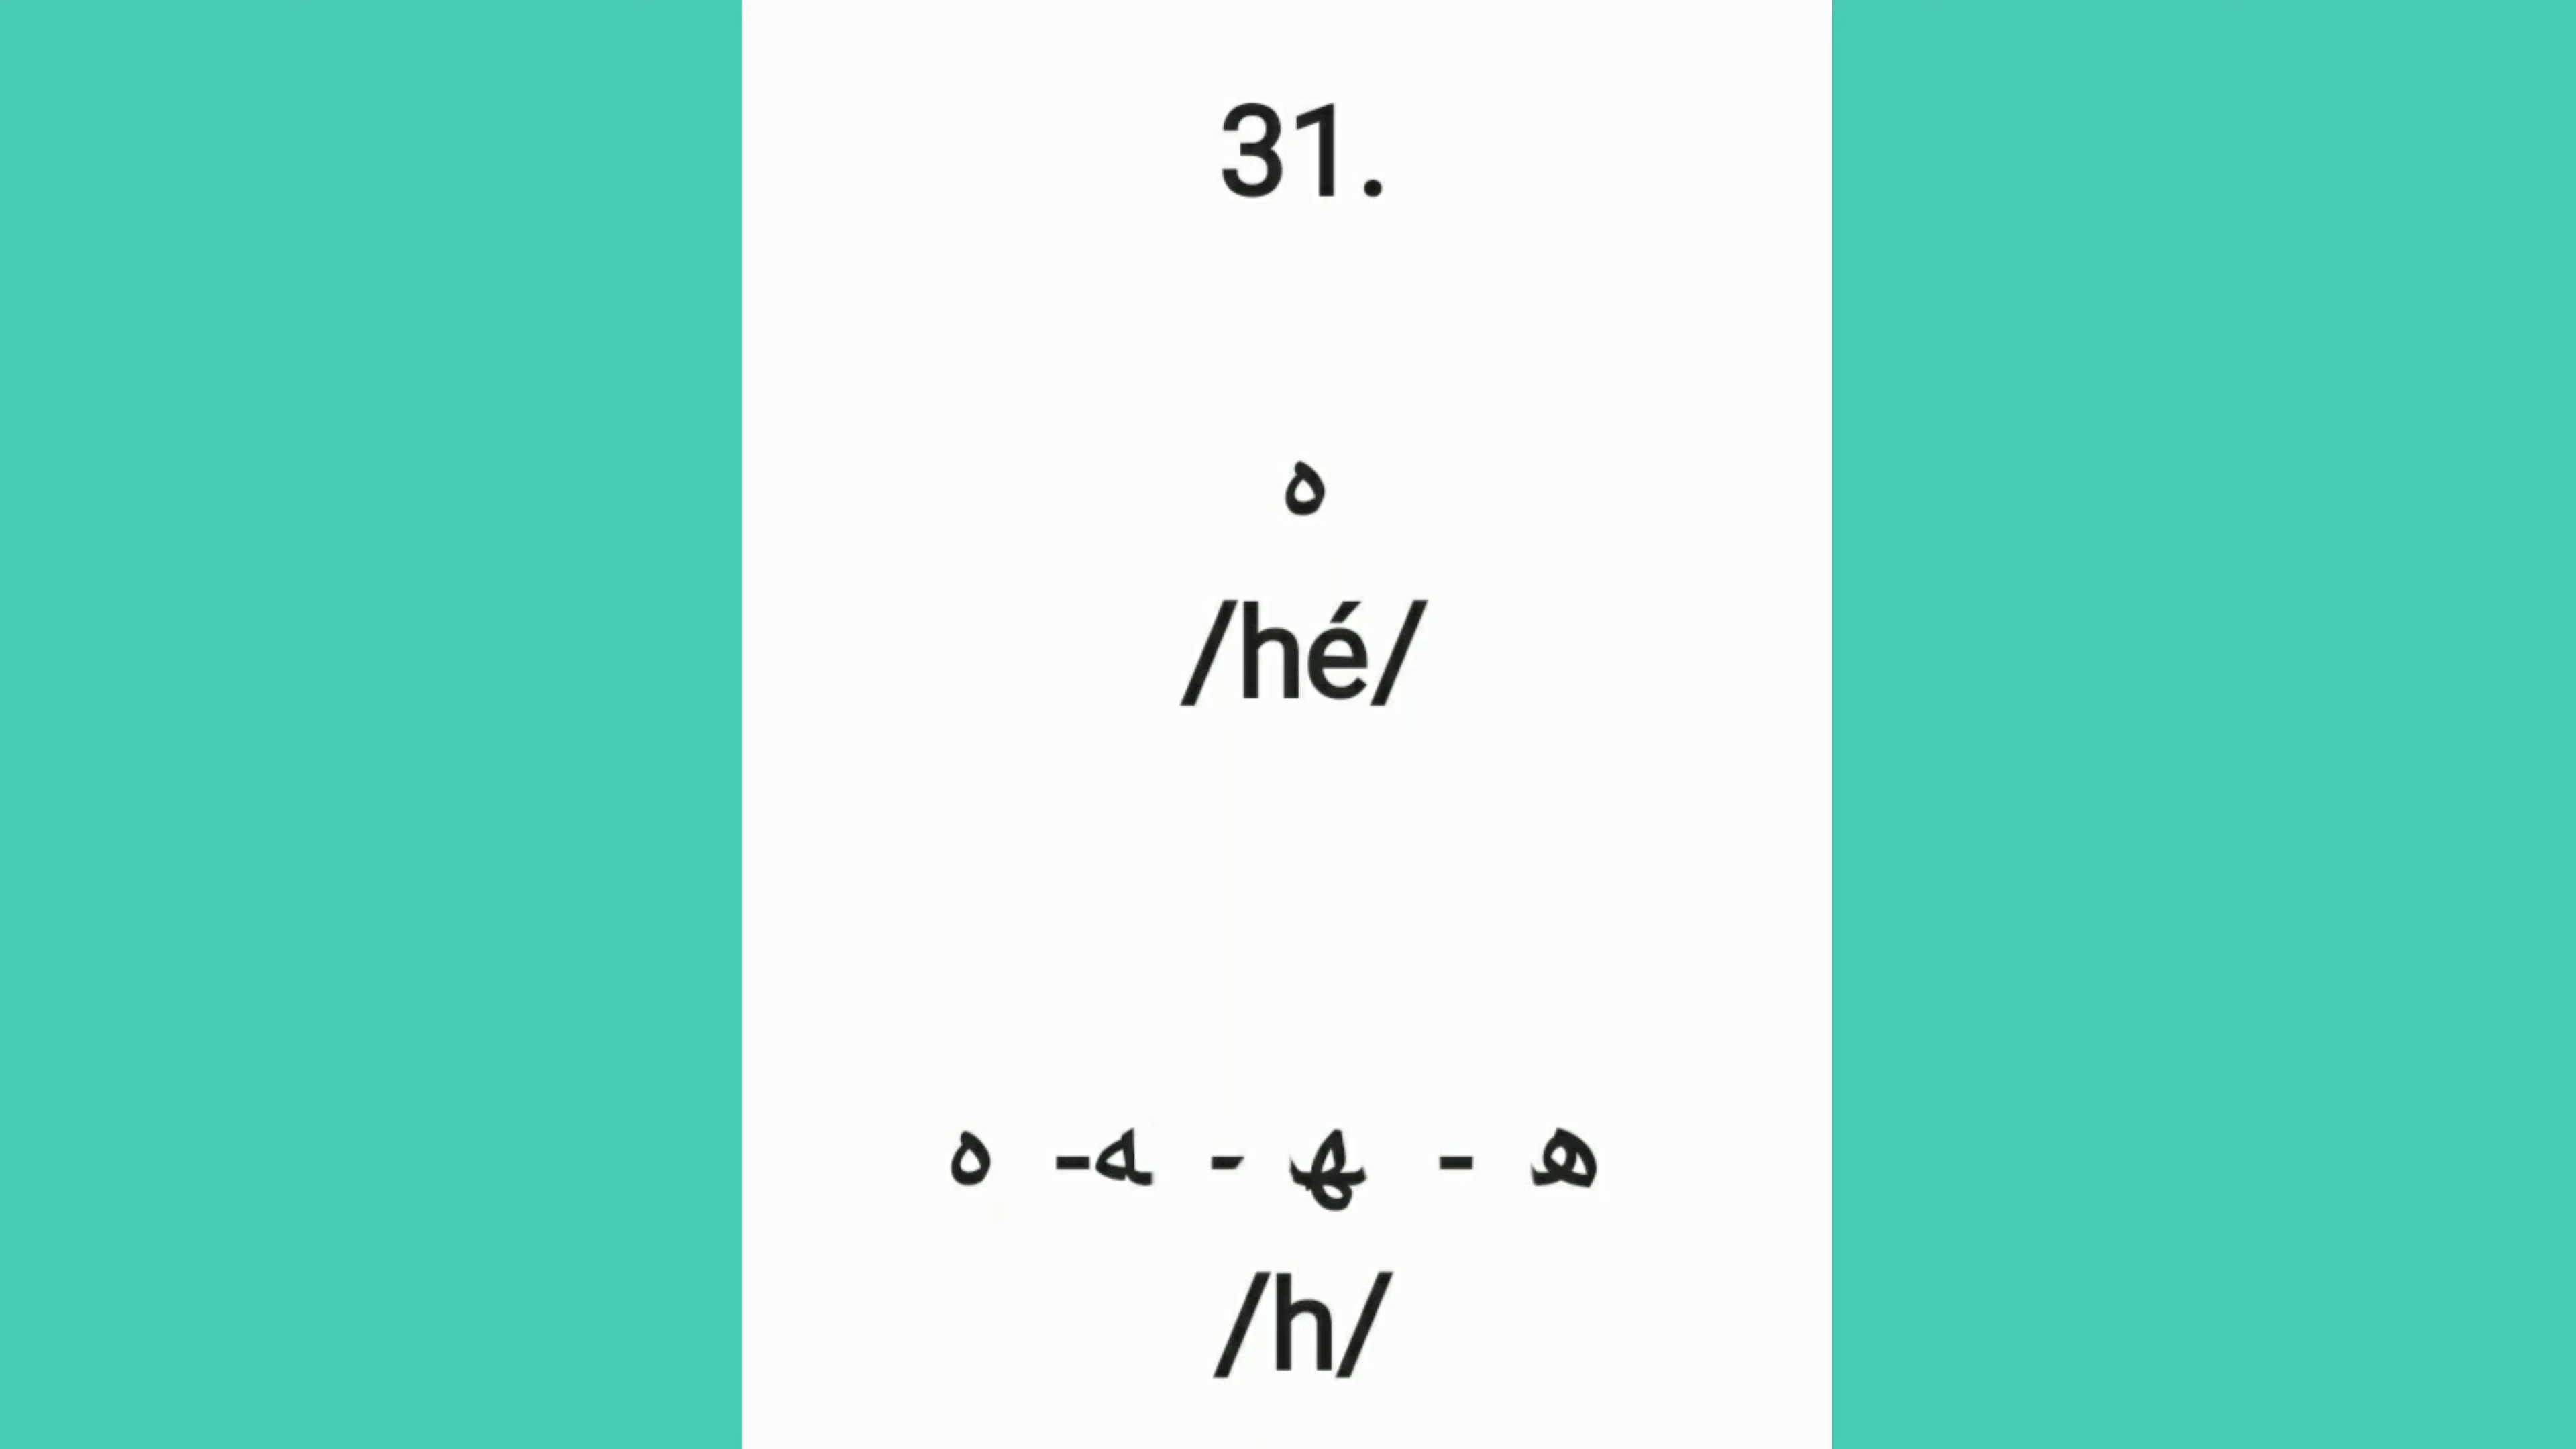 31.
ه
/hé/
هـ - ـهـ - ـه- ه
/h/